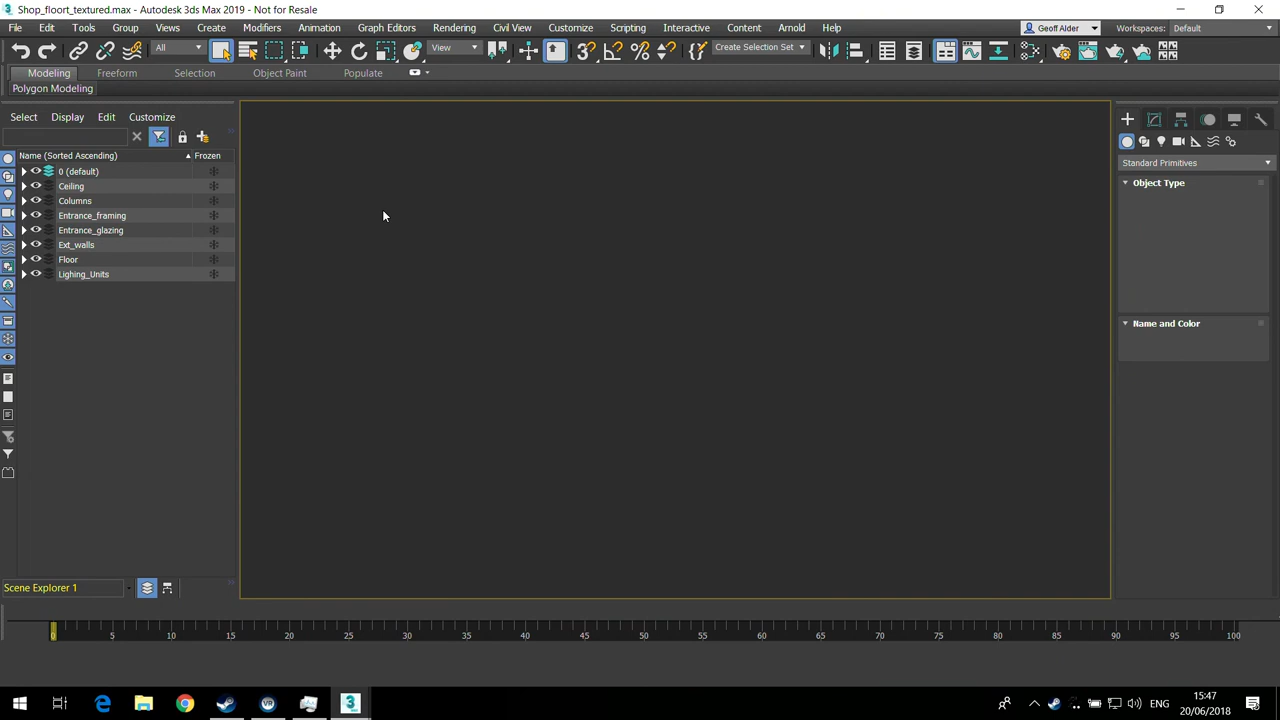 Shop_floort_textured.max - Autodesk 3ds Max 2019 - Not for Resale
File Edit Tools Group Views Create Modifiers Animation Graph Editors Rendering Civil View Customize Scripting Interactive Content Arnold Help Geoff Alder Workspaces: Default
All View Create Selection Set
Modeling Freeform Selection Object Paint Populate
Polygon Modeling
Select Display Edit Customize
Name (Sorted Ascending) Frozen
0 (default)
Ceiling
Columns
Entrance_framing
Entrance_glazing
Ext_walls
Floor
Lighing_Units
Standard Primitives
Object Type
Name and Color
Scene Explorer 1
0 5 10 15 20 25 30 35 40 45 50 55 60 65 70 75 80 85 90 95 100
ENG
15:47
20/06/2018